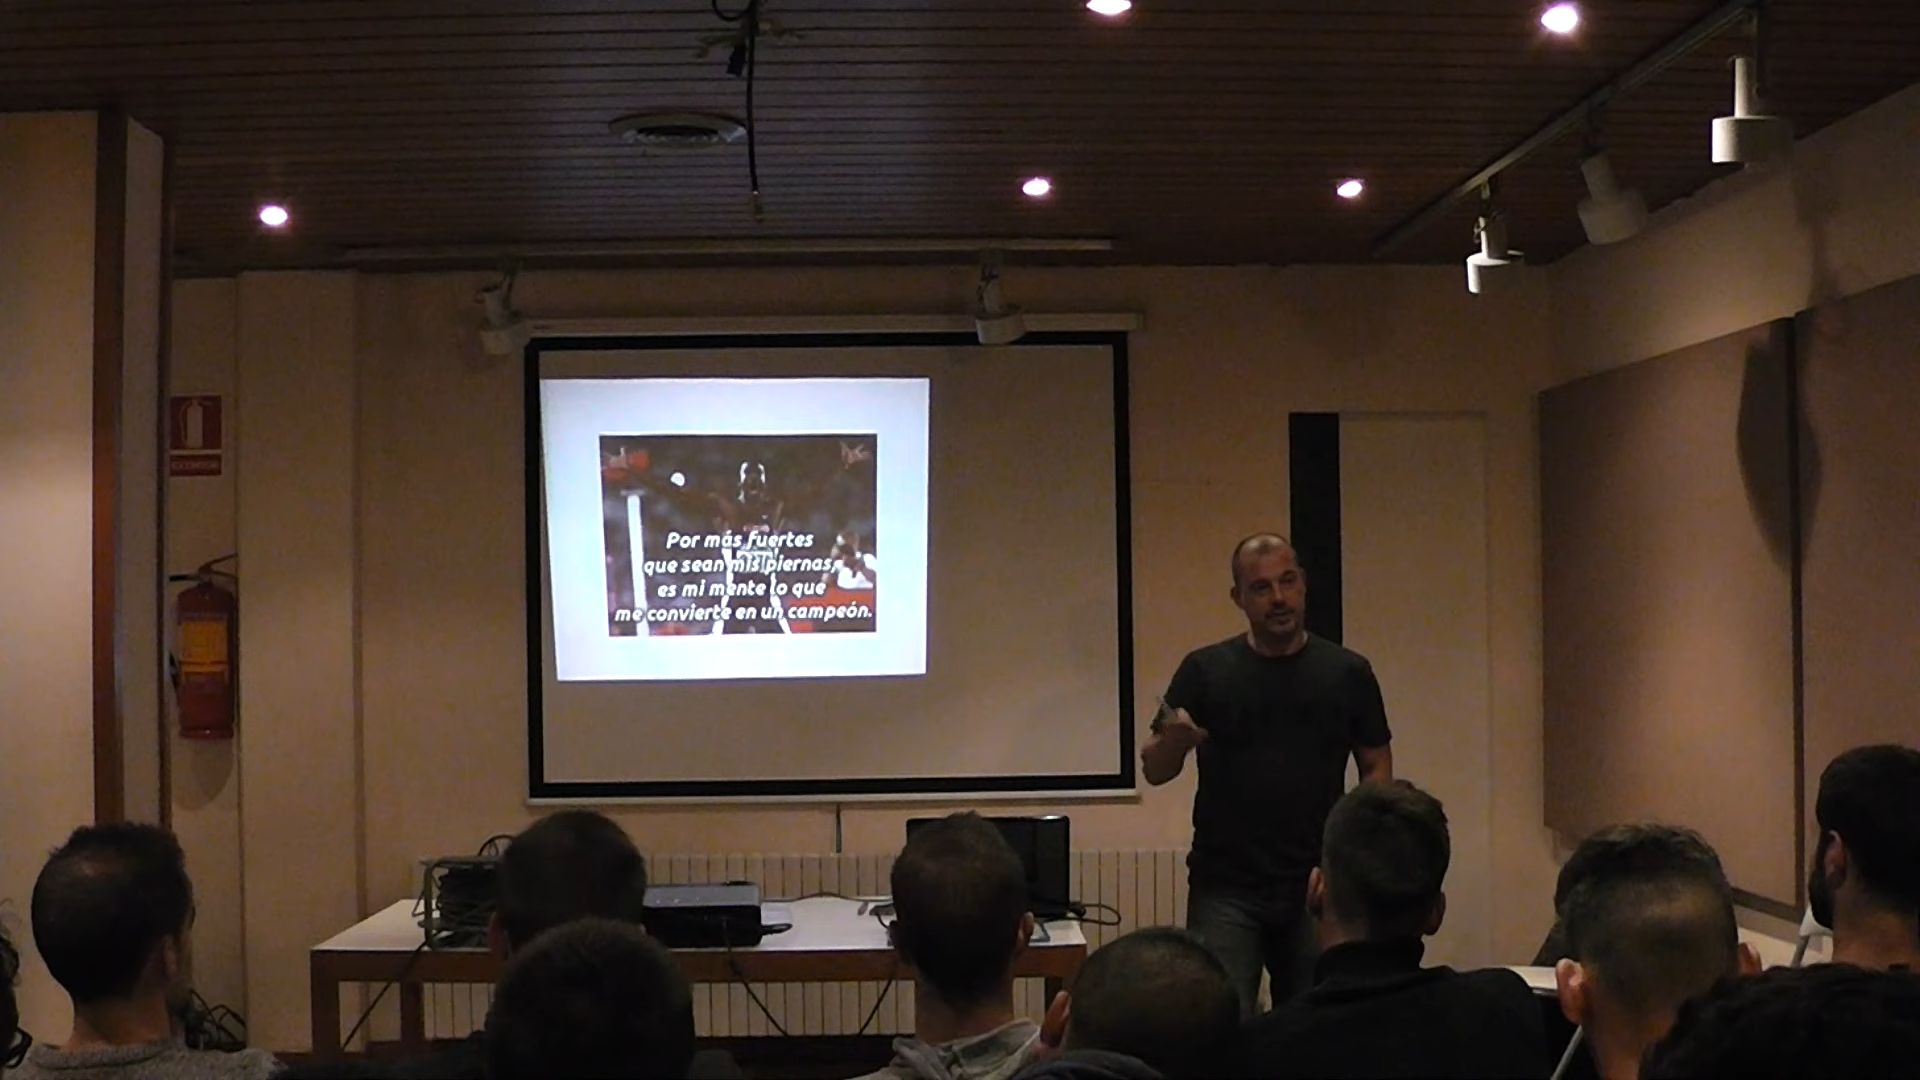 Por más fuertes
que sean mis piernas,
es mi mente lo que
me convierte en un campeón.